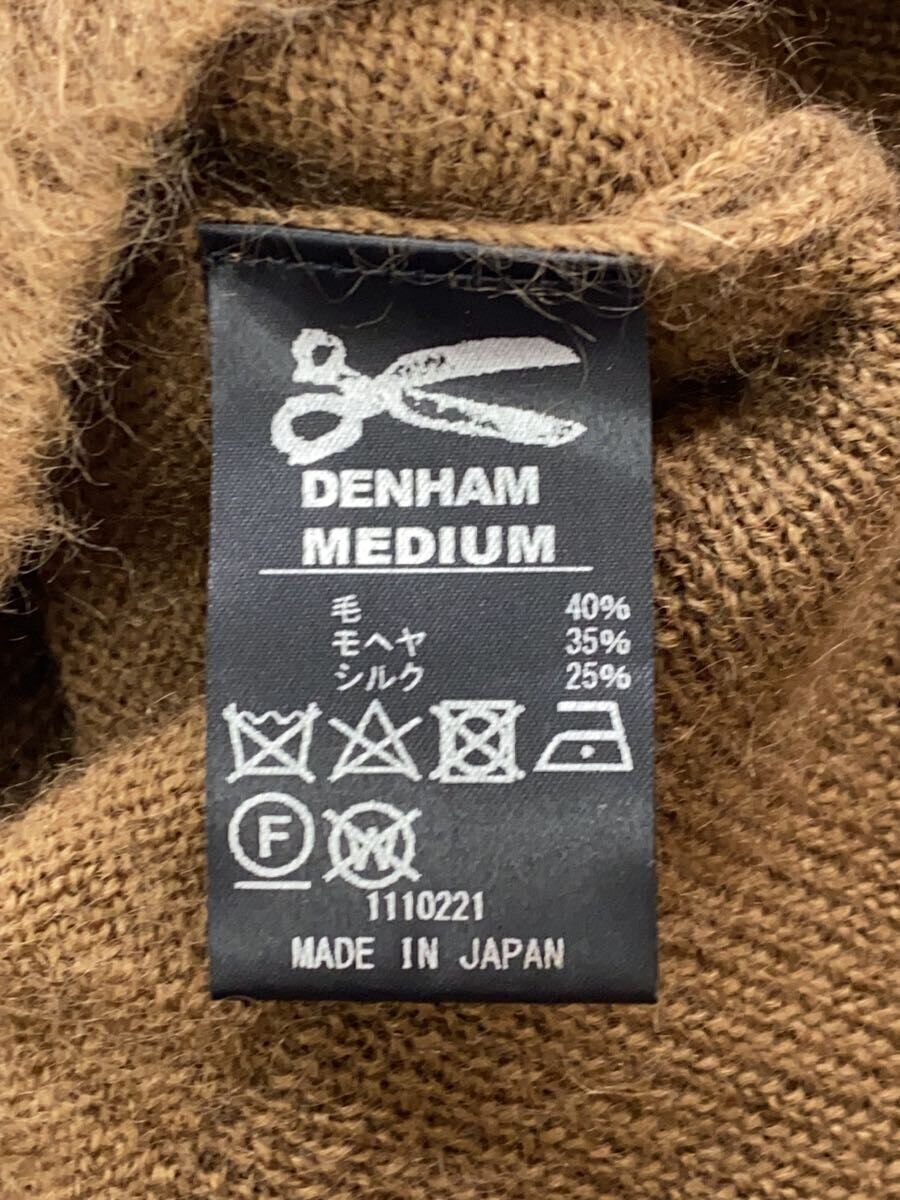 DENHAM
MEDIUM
毛 40%
モヘヤ 35%
シルク 25%
F W
1110221
MADE IN JAPAN